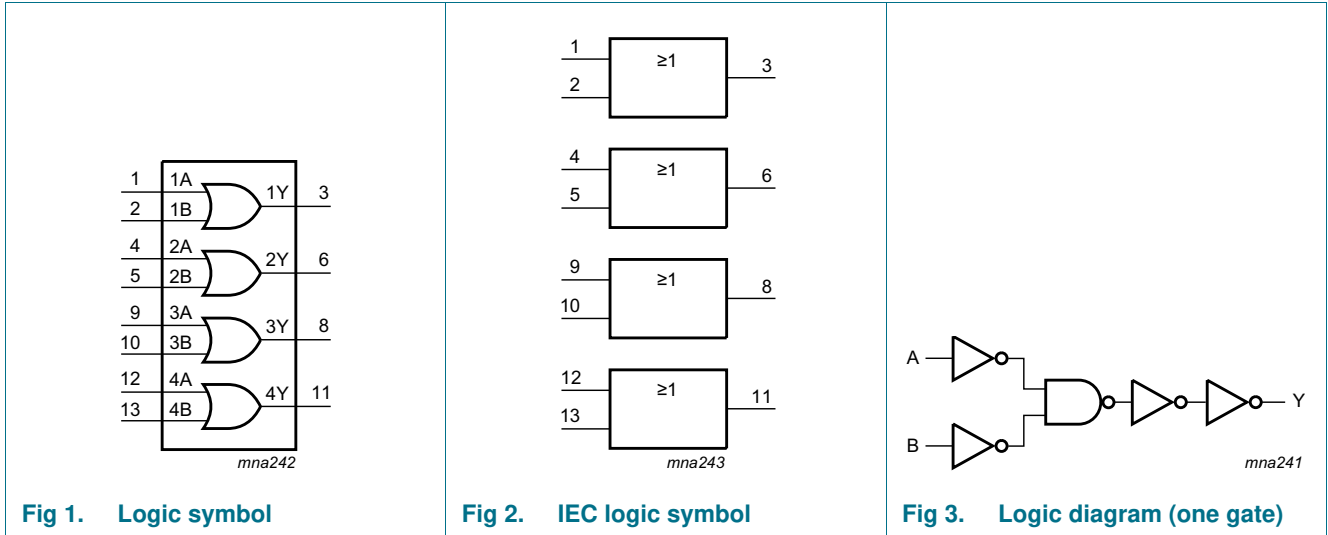 1 1A 1Y 3
2 1B
4 2A 2Y 6
5 2B
9 3A 3Y 8
10 3B
12 4A 4Y 11
13 4B
mna242
Fig 1. Logic symbol
1 ≥1 3
2
4 ≥1 6
5
9 ≥1 8
10
12 ≥1 11
13
mna243
Fig 2. IEC logic symbol
A
Y
B
mna241
Fig 3. Logic diagram (one gate)